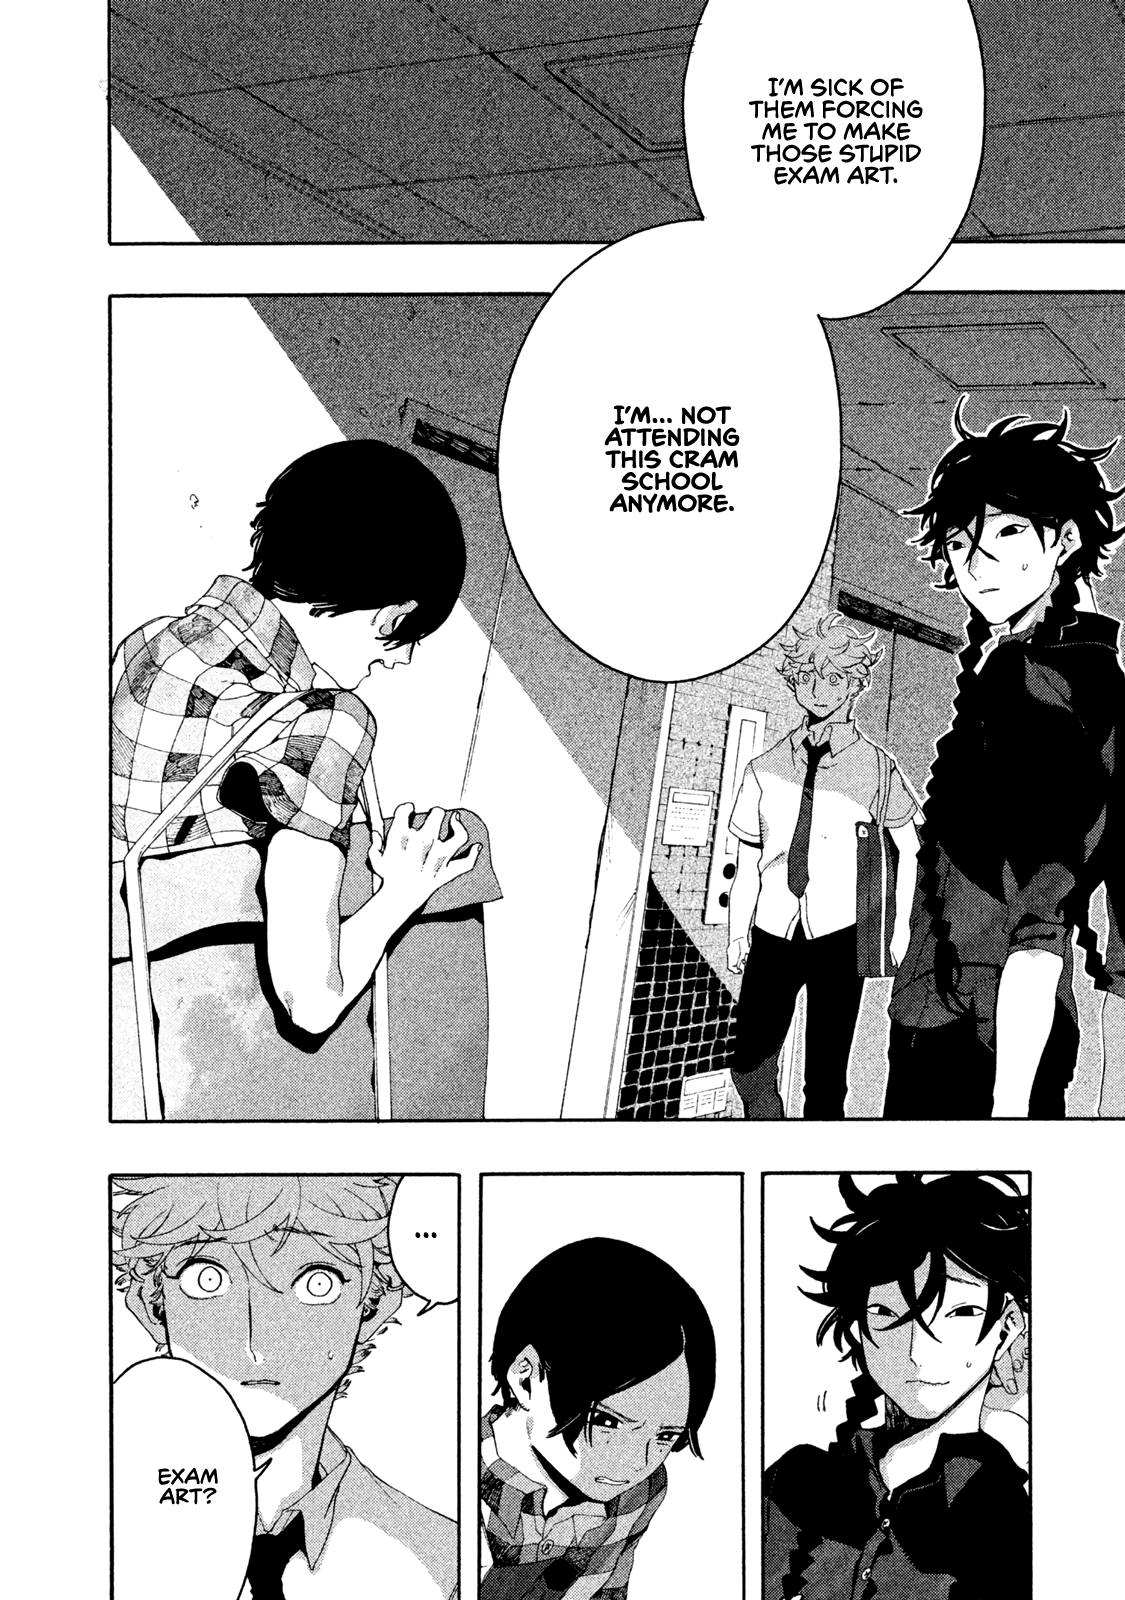 I'M SICK OF
THEM FORCING
ME TO MAKE
THOSE STUPID
EXAM ART.
I'M... NOT
ATTENDING
THIS CRAM
SCHOOL
ANYMORE.
...
EXAM
ART?